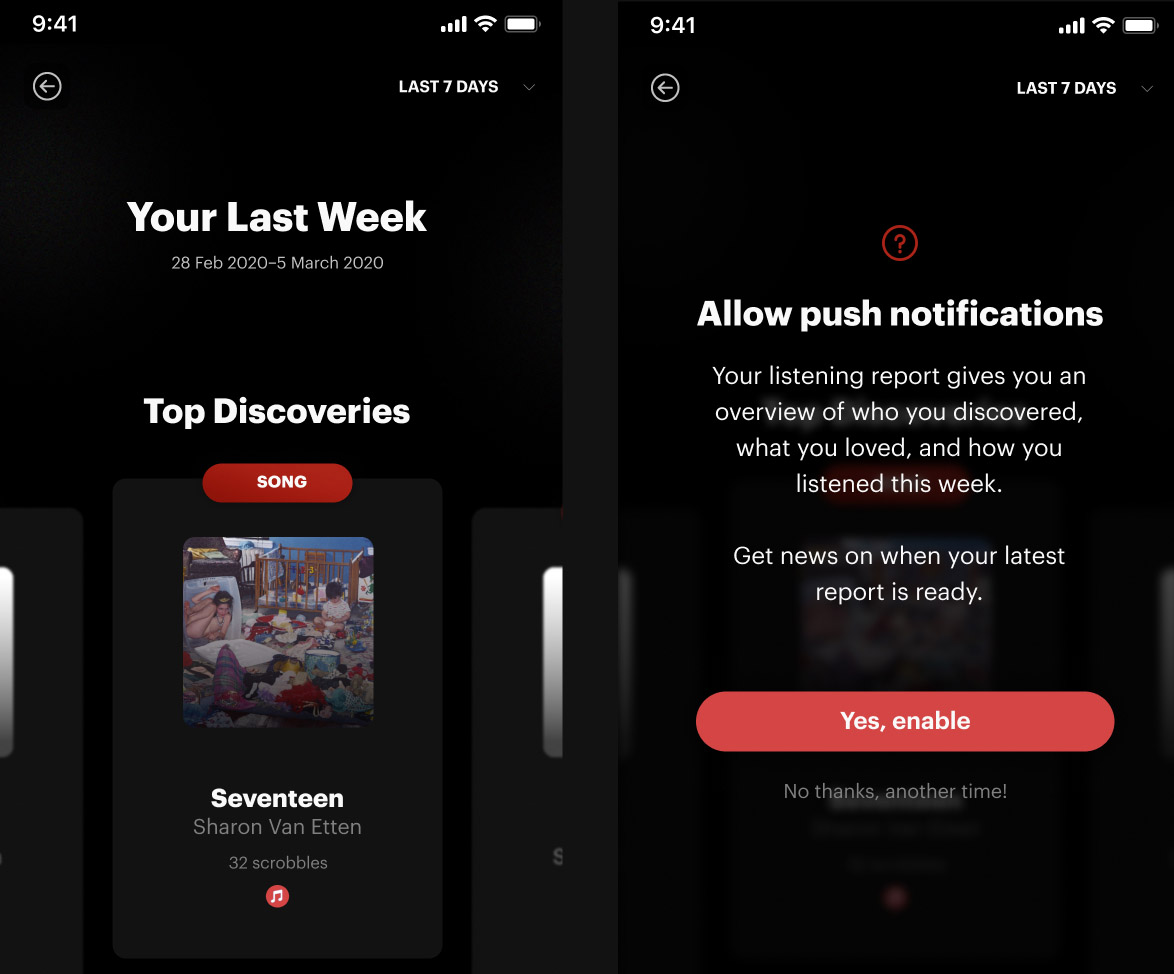 9:41
LAST 7 DAYS
Your Last Week
28 Feb 2020–5 March 2020
Top Discoveries
SONG
Seventeen
Sharon Van Etten
32 scrobbles
S
9:41
LAST 7 DAYS
?
Allow push notifications
Your listening report gives you an
overview of who you discovered,
what you loved, and how you
listened this week.
Get news on when your latest
report is ready.
Yes, enable
No thanks, another time!